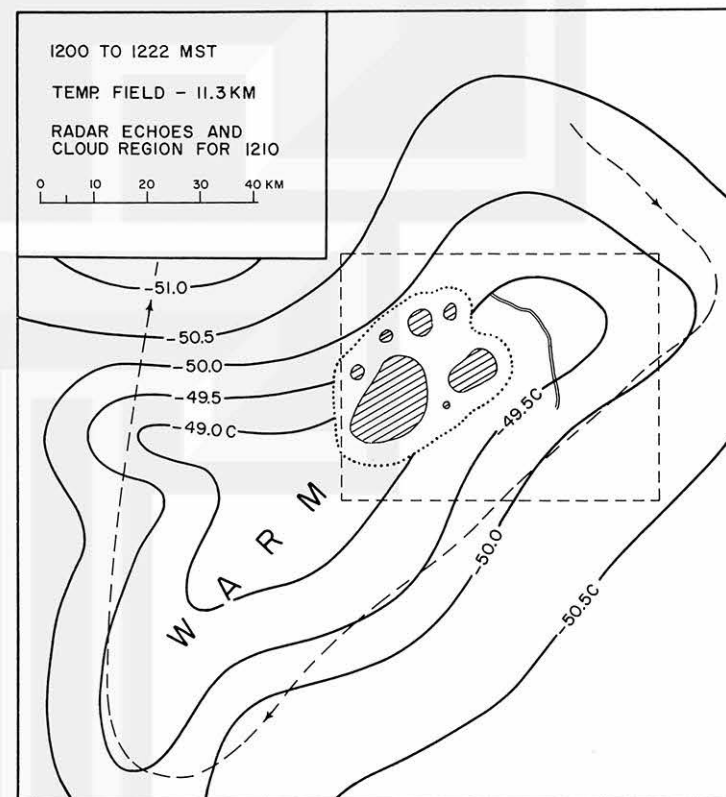 1200 TO 1222 MST
TEMP. FIELD - 11.3 KM
RADAR ECHOES AND
CLOUD REGION FOR 1210
0 10 20 30 40 KM
-51.0
-50.5
-50.0
-49.5
-49.0 C
-49.5C
WARM
-50.0
-50.5C